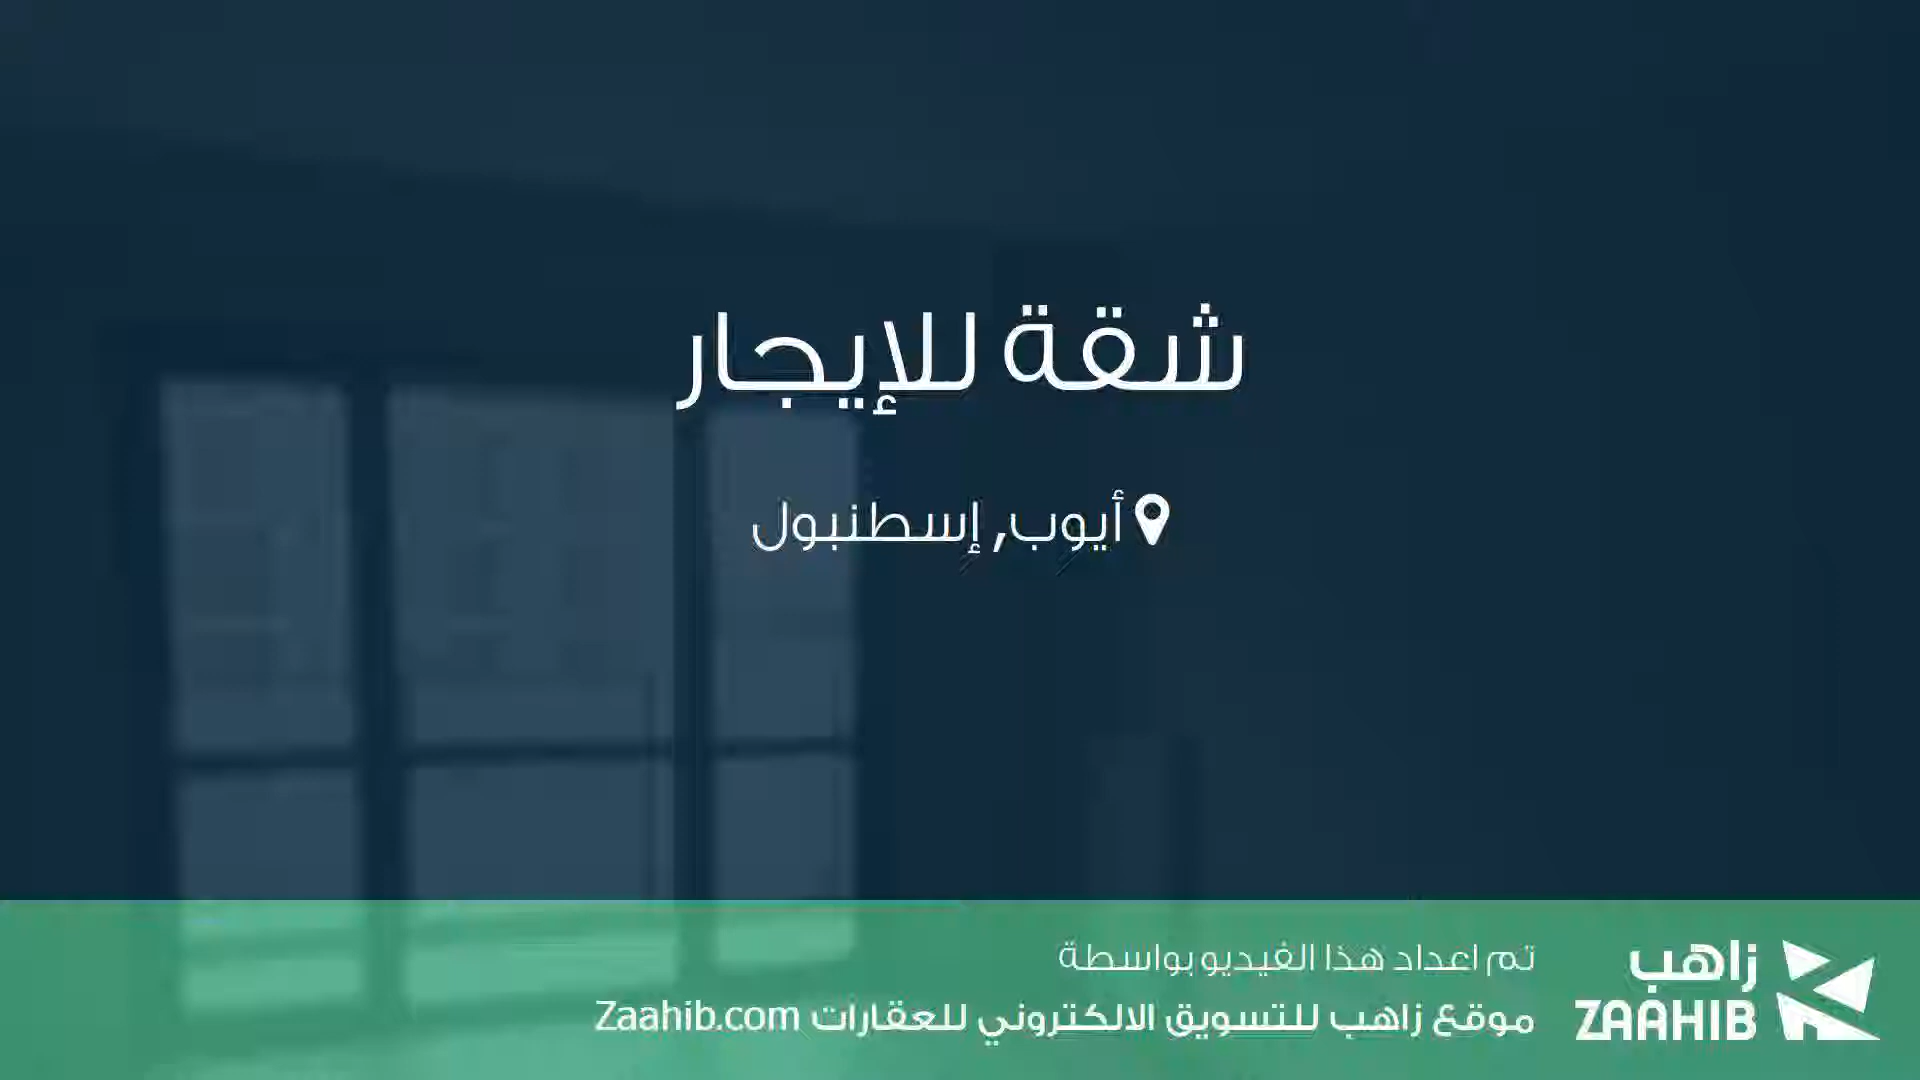 شقة للإيجار
أيوب, إسطنبول
تم اعداد هذا الفيديو بواسطة
موقع زاهب للتسويق الالكتروني للعقارات Zaahib.com
زاهب
ZAAHIB